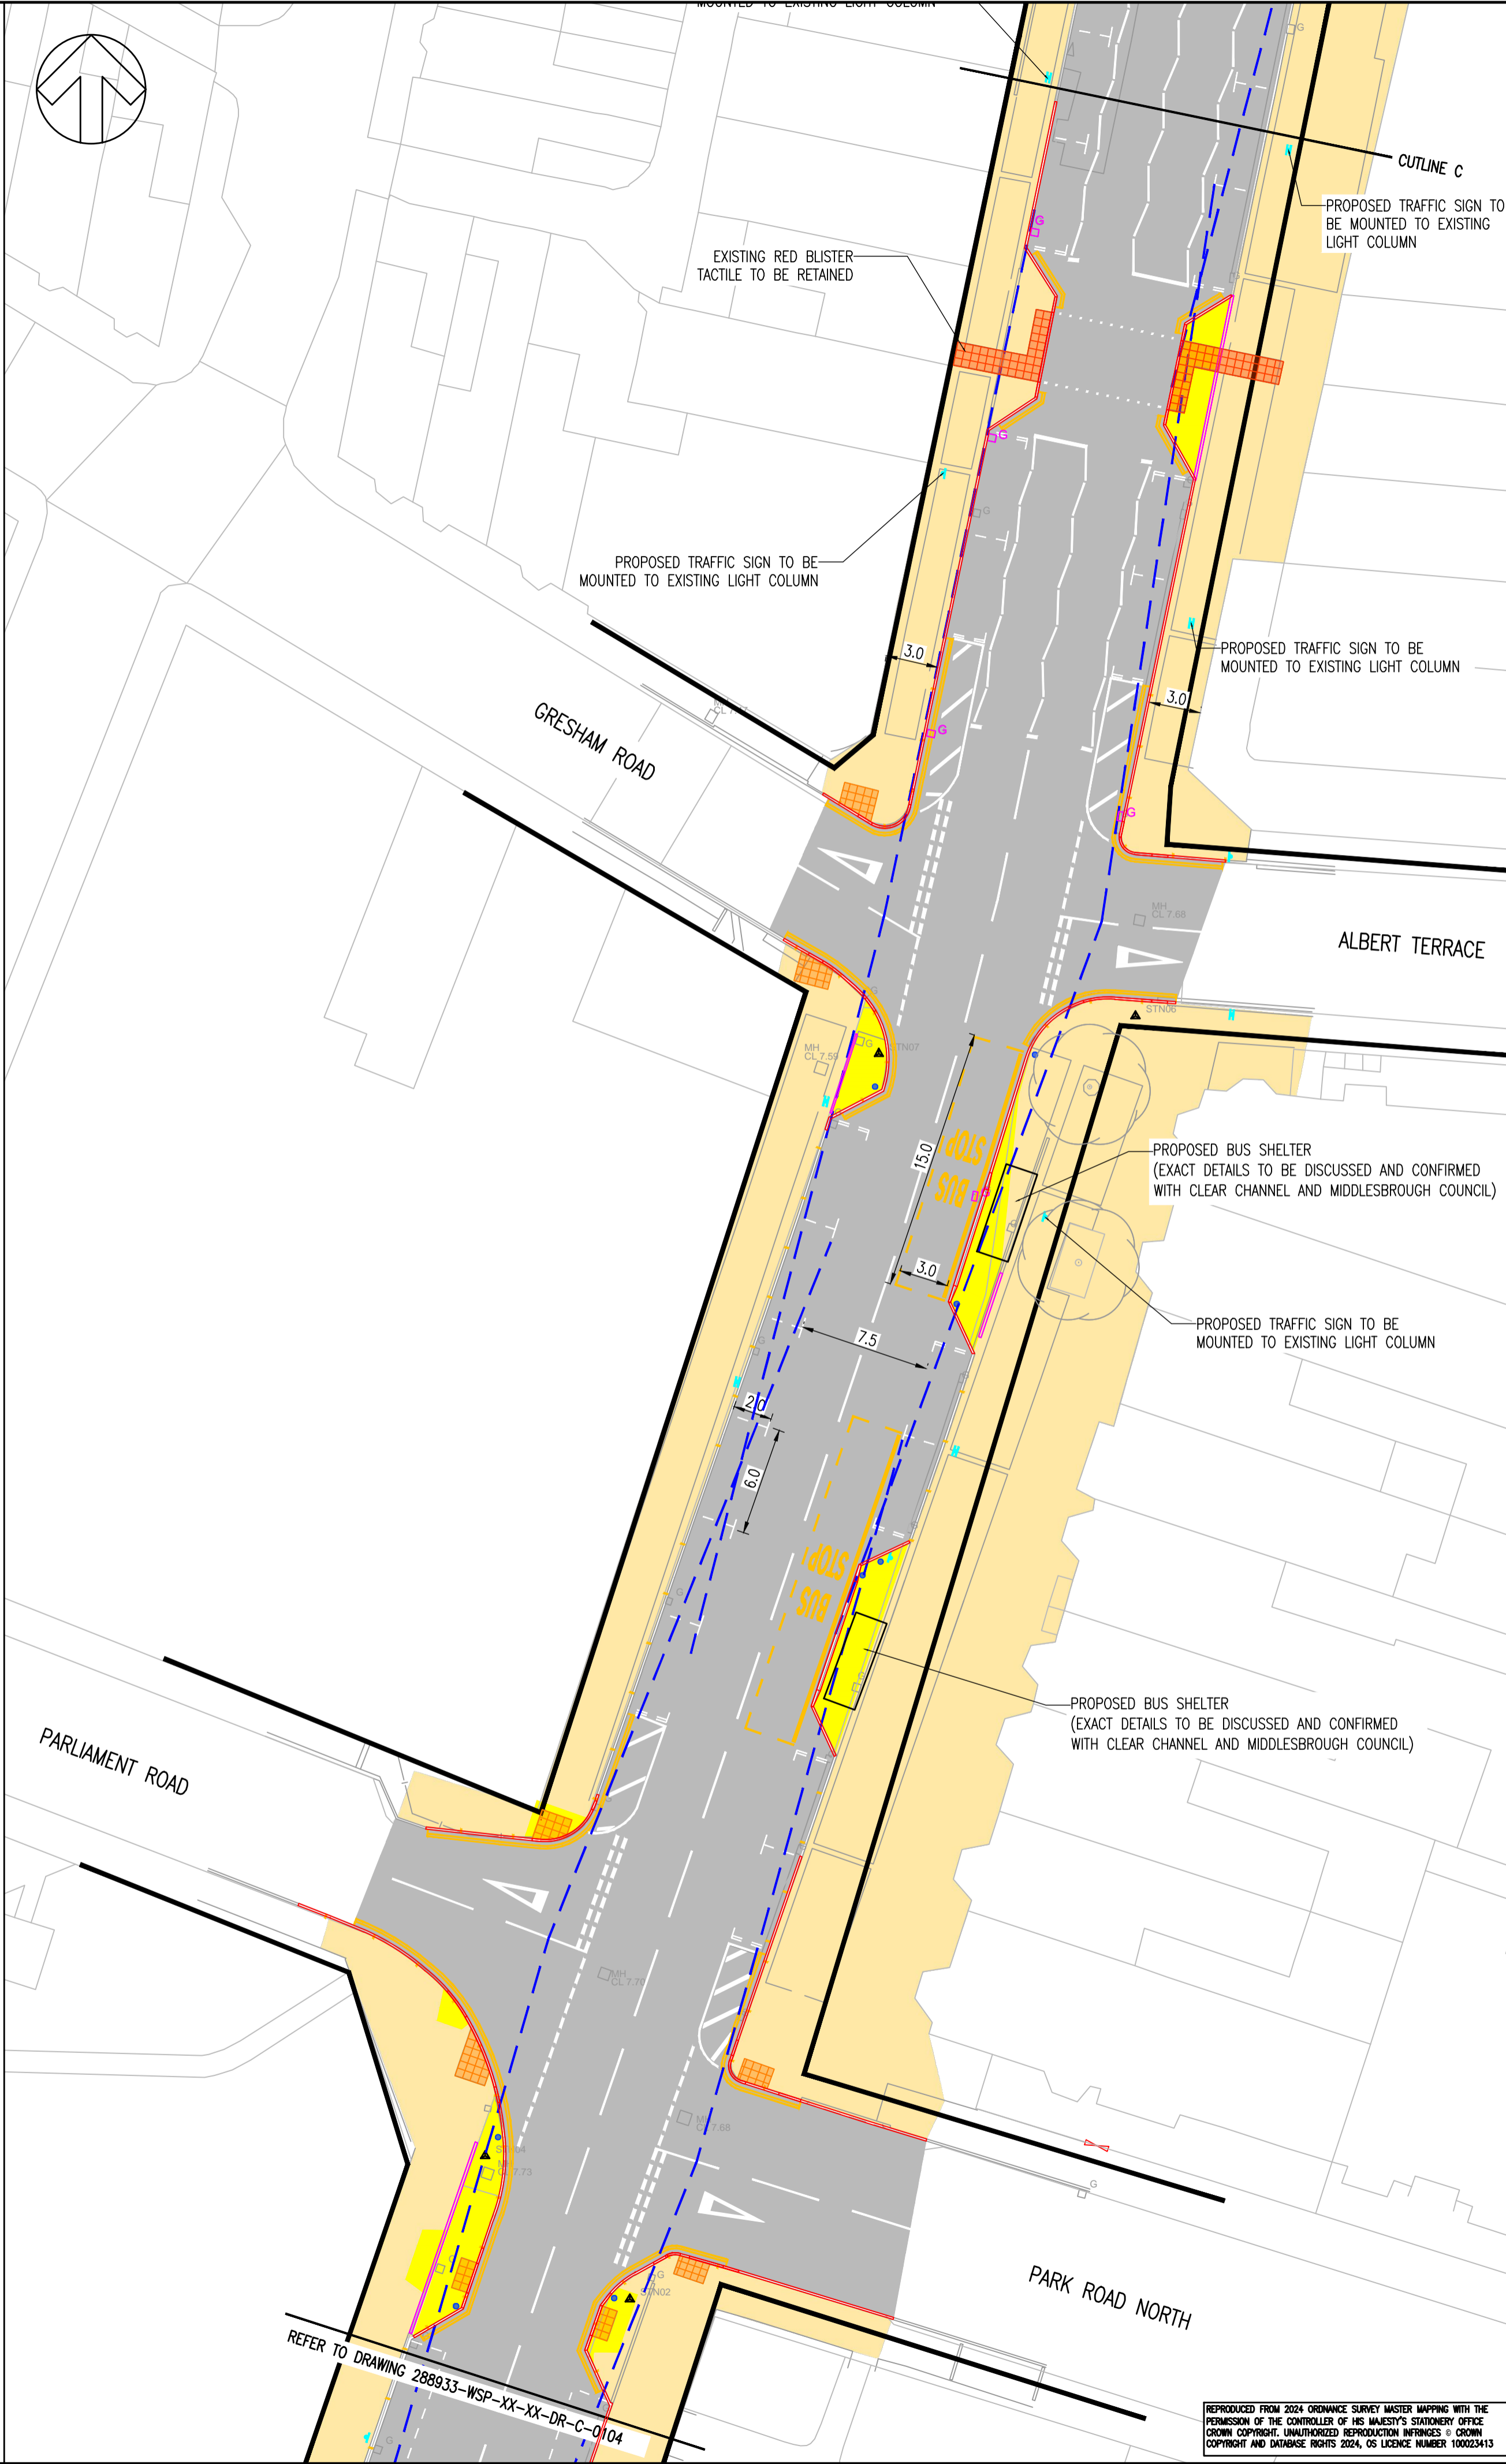 MOUNTED TO EXISTING LIGHT COLUMN
G
CUTLINE C
PROPOSED TRAFFIC SIGN TO
BE MOUNTED TO EXISTING
LIGHT COLUMN
G
EXISTING RED BLISTER
TACTILE TO BE RETAINED
G
G
G
PROPOSED TRAFFIC SIGN TO BE
MOUNTED TO EXISTING LIGHT COLUMN
PROPOSED TRAFFIC SIGN TO BE
MOUNTED TO EXISTING LIGHT COLUMN
3.0
3.0
GRESHAM ROAD
G
G
MH
CL 7.68
ALBERT TERRACE
G
STN06
MH
CL 7.59
G
STN07
15.0
BUS
STOP
PROPOSED BUS SHELTER
(EXACT DETAILS TO BE DISCUSSED AND CONFIRMED
WITH CLEAR CHANNEL AND MIDDLESBROUGH COUNCIL)
G
3.0
PROPOSED TRAFFIC SIGN TO BE
MOUNTED TO EXISTING LIGHT COLUMN
7.5
G
2.0
6.0
BUS
STOP
G
PROPOSED BUS SHELTER
(EXACT DETAILS TO BE DISCUSSED AND CONFIRMED
WITH CLEAR CHANNEL AND MIDDLESBROUGH COUNCIL)
PARLIAMENT ROAD
MH
CL 7.70
CL 7.73
G
G
STN02
PARK ROAD NORTH
REFER TO DRAWING 288933-WSP-XX-XX-DR-C-0104
G
REPRODUCED FROM 2024 ORDNANCE SURVEY MASTER MAPPING WITH THE
PERMISSION OF THE CONTROLLER OF HIS MAJESTY'S STATIONERY OFFICE
CROWN COPYRIGHT. UNAUTHORIZED REPRODUCTION INFRINGES © CROWN
COPYRIGHT AND DATABASE RIGHTS 2024, OS LICENCE NUMBER 100023413